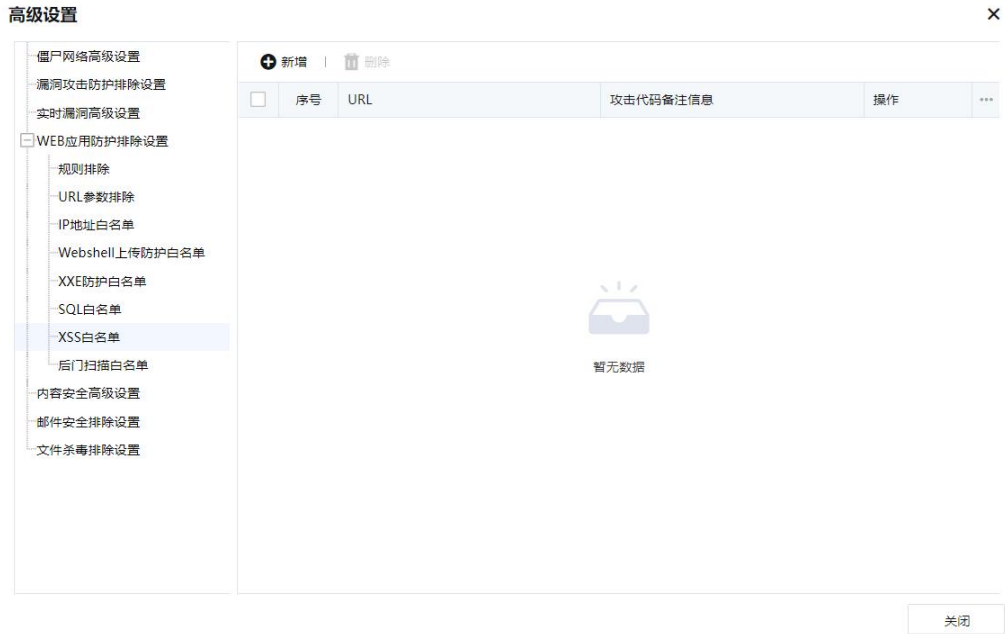 高级设置
僵尸网络高级设置
漏洞攻击防护排除设置
实时漏洞高级设置
WEB应用防护排除设置
规则排除
URL参数排除
IP地址白名单
Webshell上传防护白名单
XXE防护白名单
SQL白名单
XSS白名单
后门扫描白名单
内容安全高级设置
邮件安全排除设置
文件杀毒排除设置
新增 | 删除
序号 URL 攻击代码备注信息 操作 ...
暂无数据
关闭